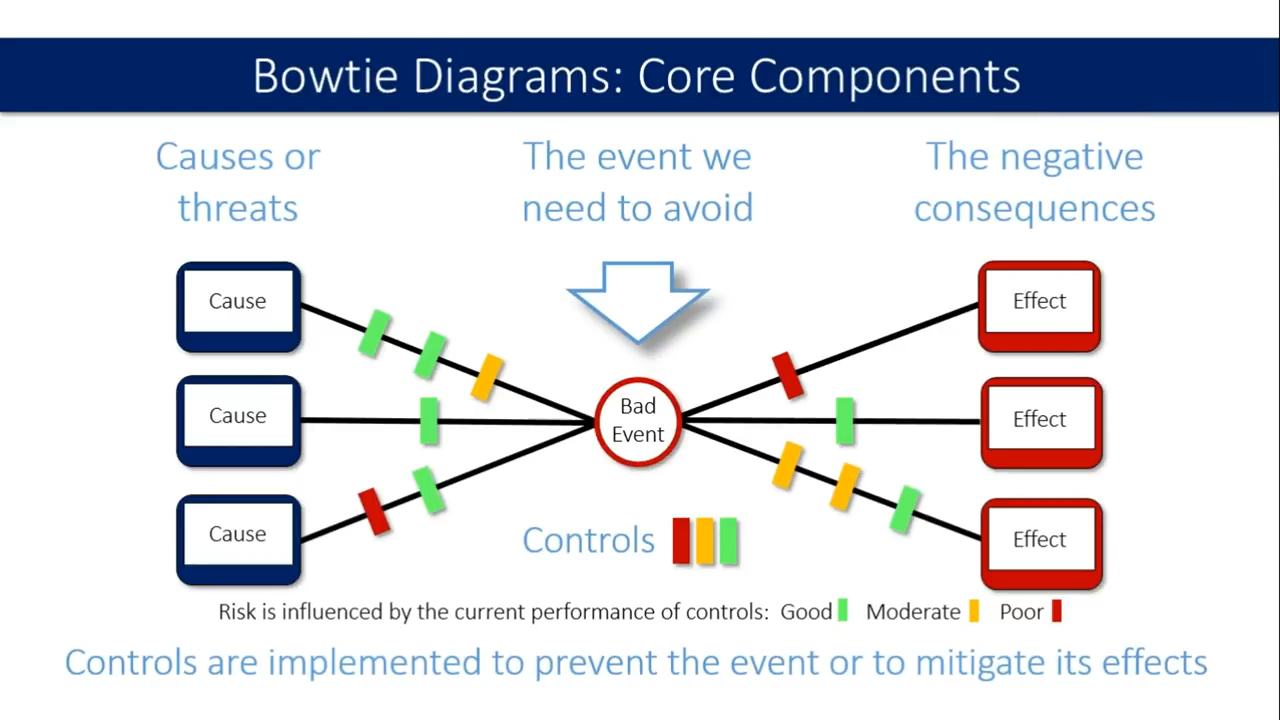 Bowtie Diagrams: Core Components
Causes or
threats
The event we
need to avoid
The negative
consequences
Cause
Effect
Cause
Bad
Event
Effect
Cause
Controls
Effect
Risk is influenced by the current performance of controls: Good Moderate Poor
Controls are implemented to prevent the event or to mitigate its effects